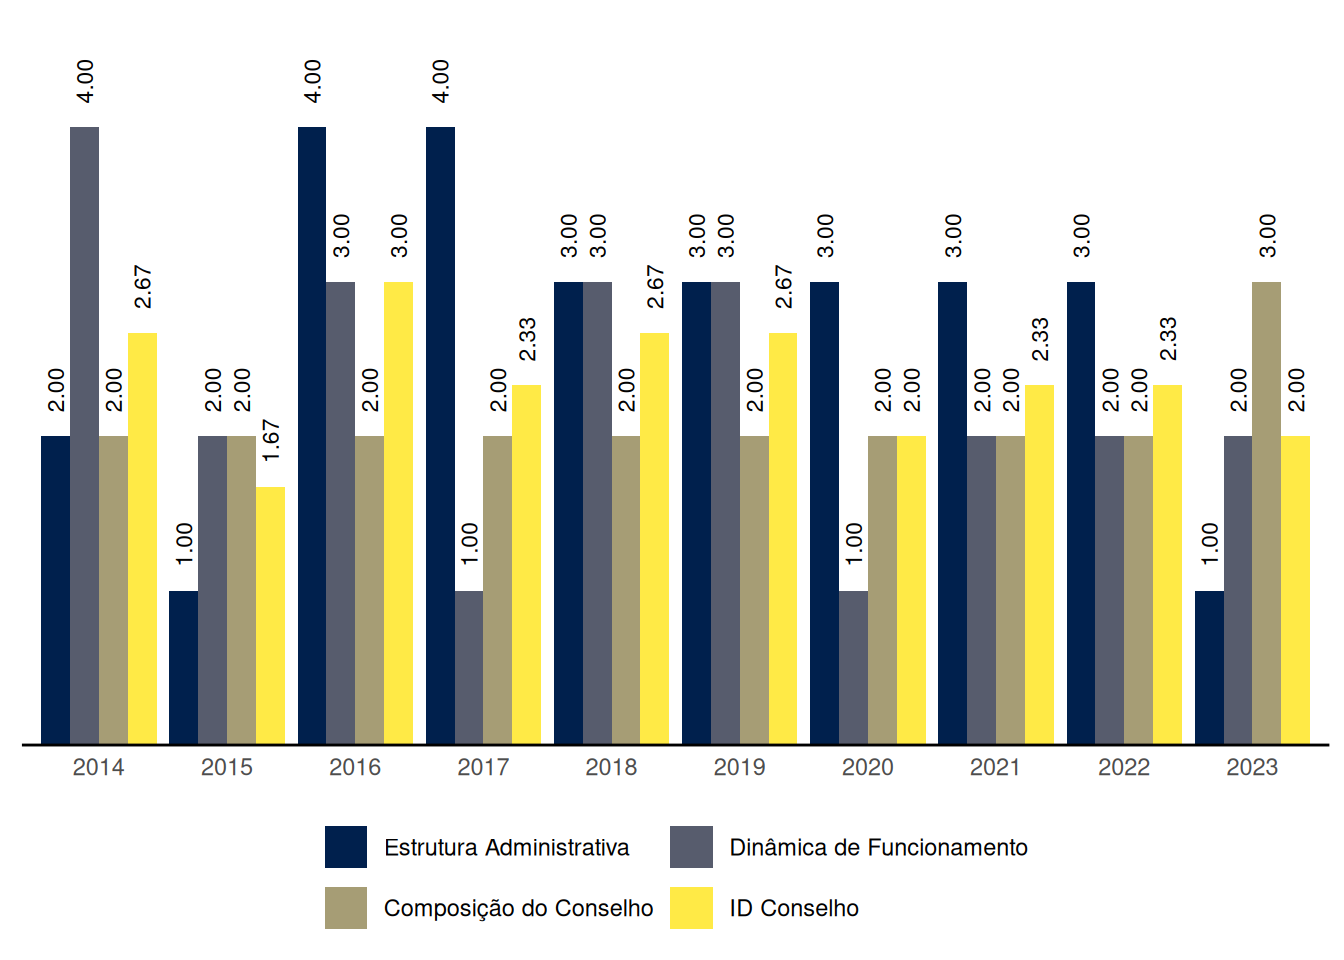 4.00 4.00 4.00
3.00 3.00 3.00 3.00 3.00 3.00 3.00 3.00 3.00 3.00
2.67 2.67 2.67
2.33 2.33 2.33
2.00 2.00 2.00 2.00 2.00 2.00 2.00 2.00 2.00 2.00 2.00 2.00 2.00 2.00 2.00 2.00
1.67
1.00 1.00 1.00 1.00
2014 2015 2016 2017 2018 2019 2020 2021 2022 2023
Estrutura Administrativa Dinâmica de Funcionamento
Composição do Conselho ID Conselho